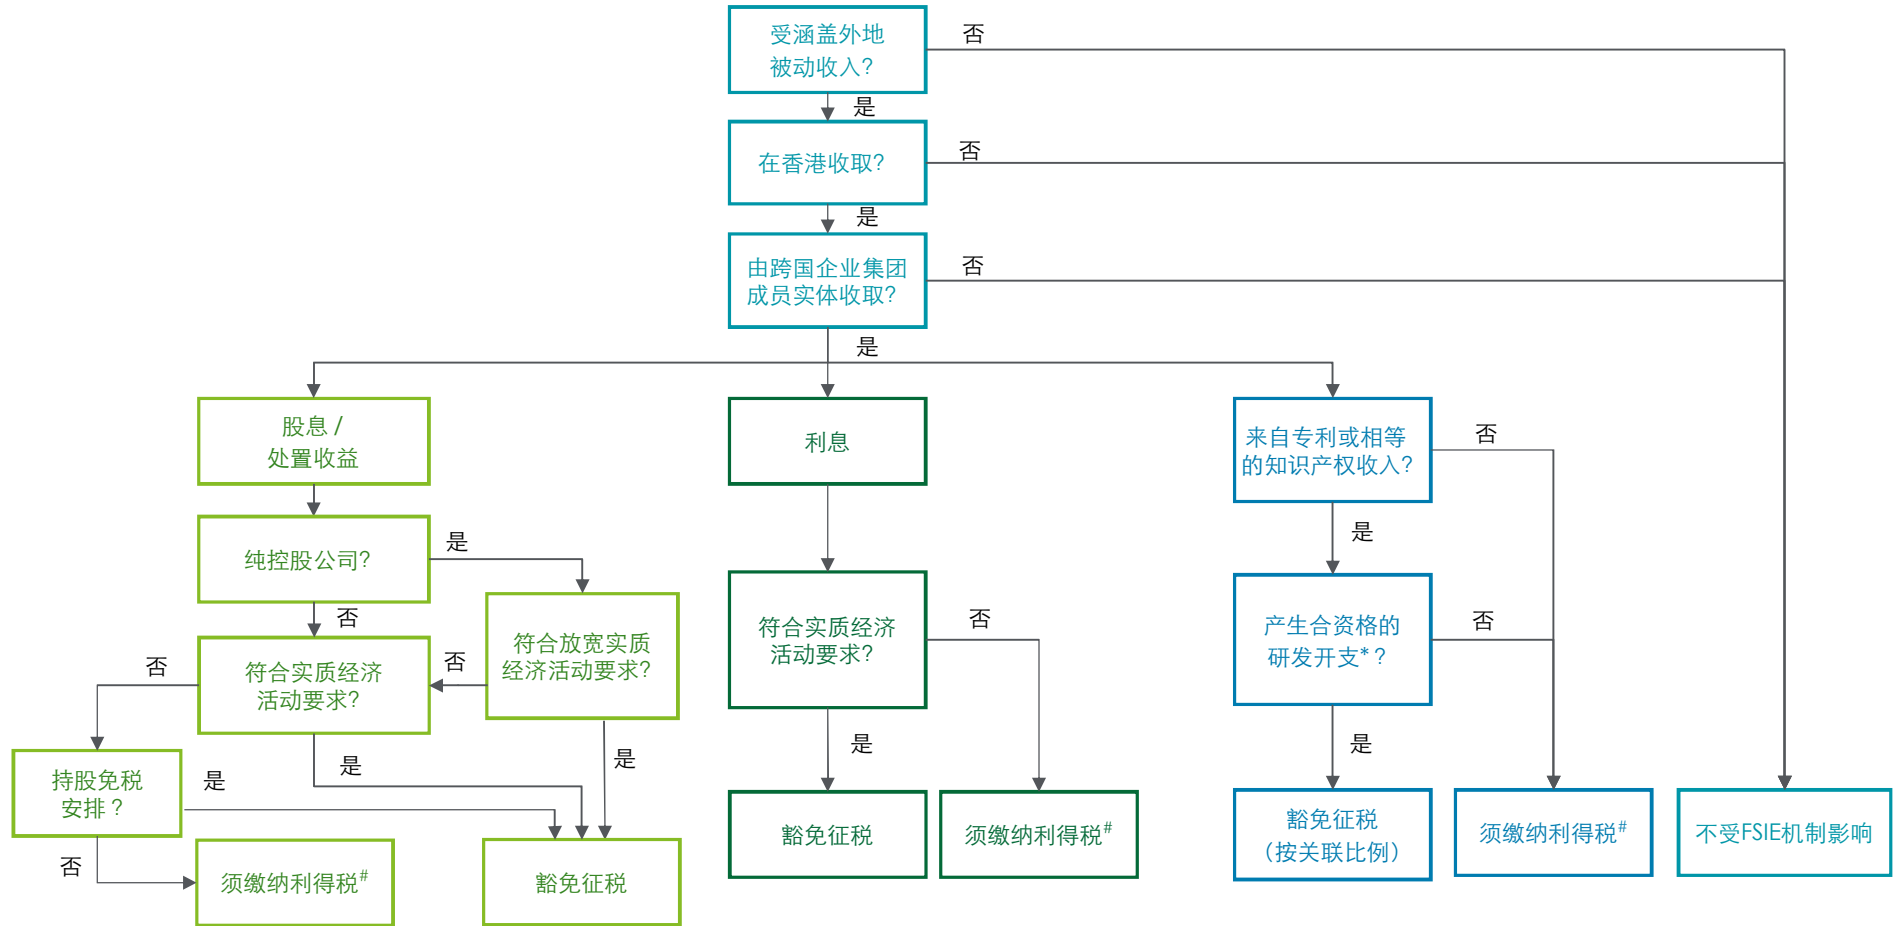 受涵盖外地
被动收入?
否
是
在香港收取?
否
是
由跨国企业集团
成员实体收取?
否
是
股息 /
处置收益
利息
来自专利或相等
的知识产权收入?
否
是
纯控股公司?
是
否
符合放宽实质
经济活动要求?
否
是
符合实质经济
活动要求?
否
是
符合实质经济
活动要求?
否
是
产生合资格的
研发开支*?
否
是
持股免税
安排?
是
否
须缴纳利得税#
豁免征税
豁免征税
须缴纳利得税#
豁免征税
（按关联比例）
须缴纳利得税#
不受FSIE机制影响